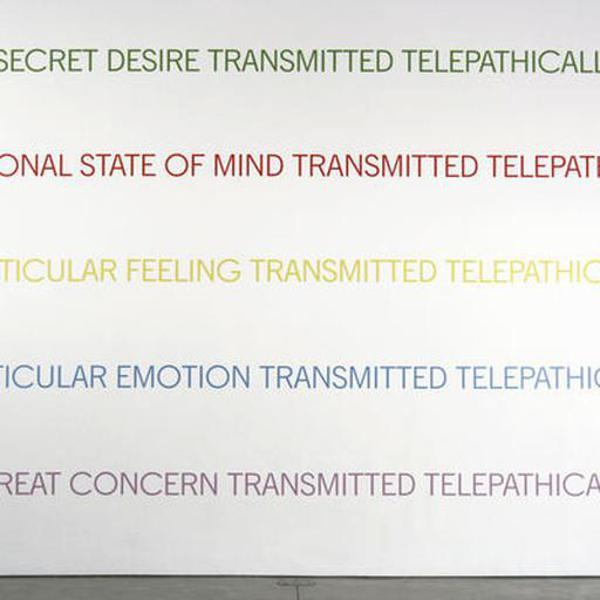 SECRET DESIRE TRANSMITTED TELEPATHICALL
ONAL STATE OF MIND TRANSMITTED TELEPATH
TICULAR FEELING TRANSMITTED TELEPATHIC
TICULAR EMOTION TRANSMITTED TELEPATHIC
REAT CONCERN TRANSMITTED TELEPATHICA